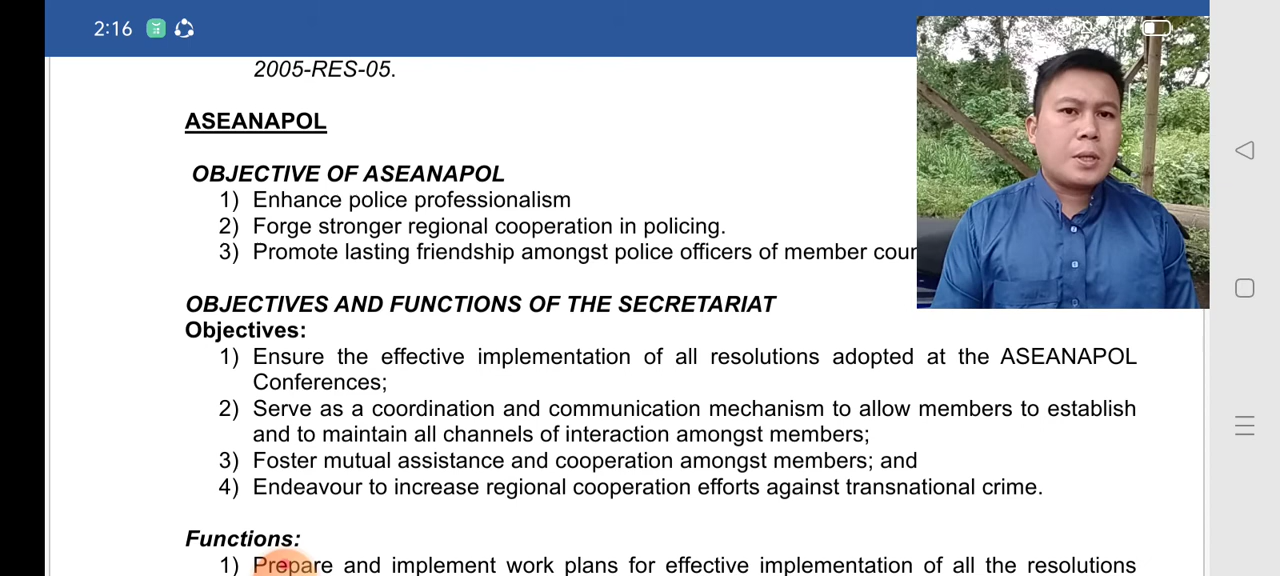 2:16
2005-RES-05.
ASEANAPOL
OBJECTIVE OF ASEANAPOL
1) Enhance police professionalism
2) Forge stronger regional cooperation in policing.
3) Promote lasting friendship amongst police officers of member cour
OBJECTIVES AND FUNCTIONS OF THE SECRETARIAT
Objectives:
1) Ensure the effective implementation of all resolutions adopted at the ASEANAPOL
Conferences;
2) Serve as a coordination and communication mechanism to allow members to establish
and to maintain all channels of interaction amongst members;
3) Foster mutual assistance and cooperation amongst members; and
4) Endeavour to increase regional cooperation efforts against transnational crime.
Functions:
1) Prepare and implement work plans for effective implementation of all the resolutions